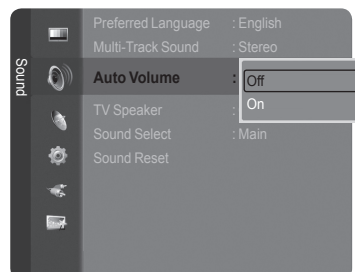 Sound
Preferred Language : English
Multi-Track Sound : Stereo
Auto Volume :
Off
On
TV Speaker :
Sound Select : Main
Sound Reset